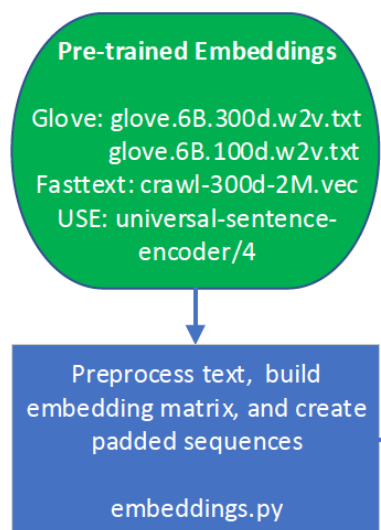 Pre-trained Embeddings
Glove: glove.6B.300d.w2v.txt
glove.6B.100d.w2v.txt
Fasttext: crawl-300d-2M.vec
USE: universal-sentence-
encoder/4
Preprocess text, build
embedding matrix, and create
padded sequences
embeddings.py